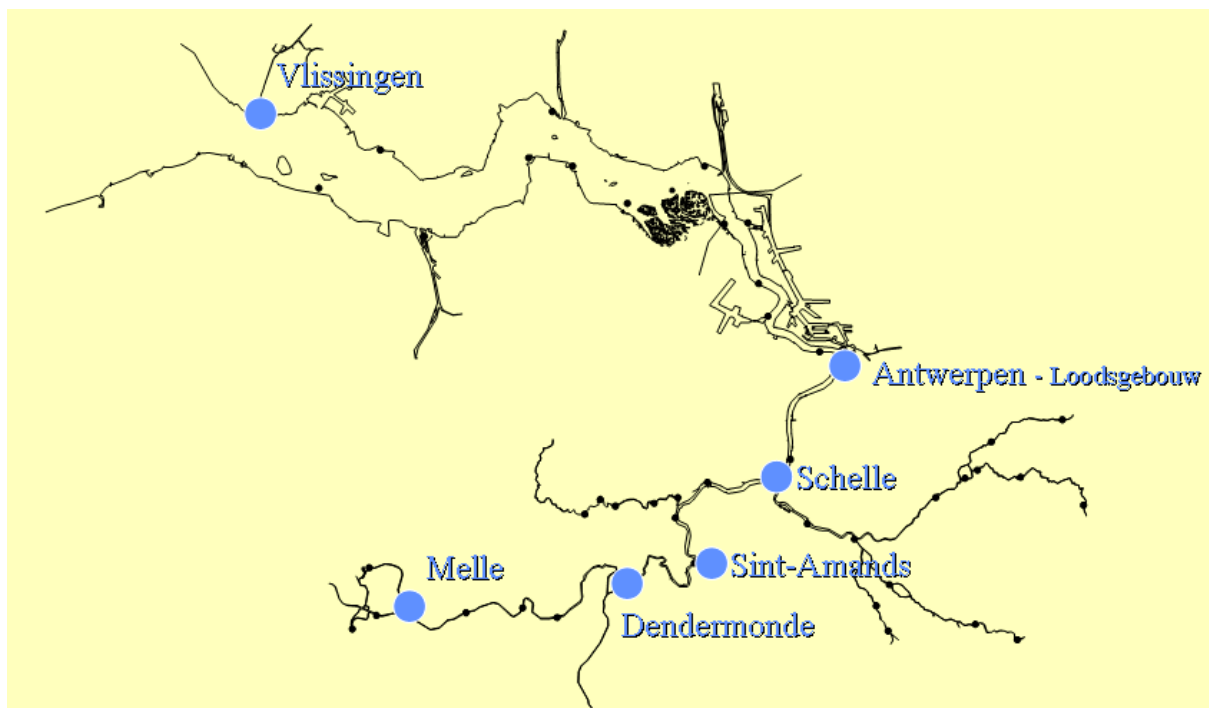 Vlissingen
Antwerpen - Loodsgebouw
Schelle
Sint-Amands
Melle
Dendermonde